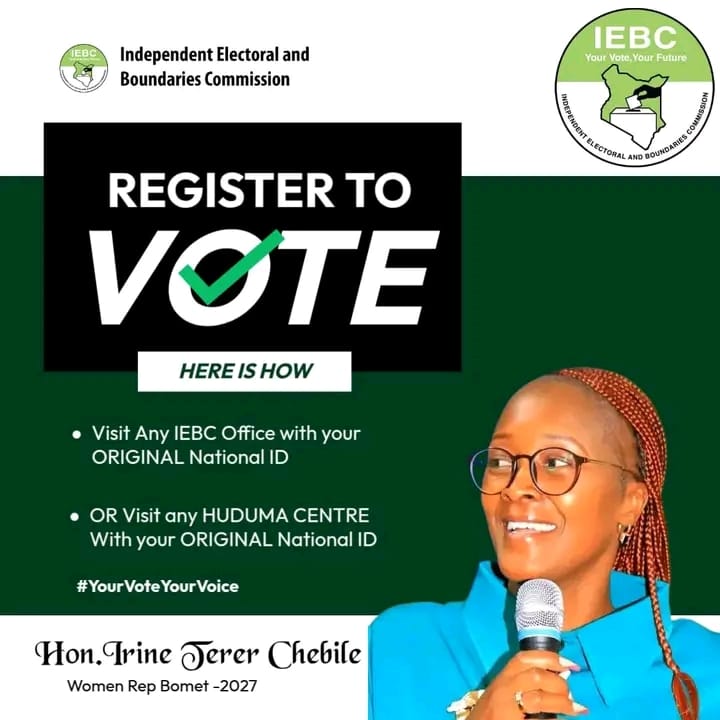 IEBC
Independent Electoral and
Boundaries Commission
IEBC
Your Vote,Your Future
INDEPENDENT ELECTORAL AND BOUNDARIES COMMISSION
REGISTER TO
VOTE
HERE IS HOW
• Visit Any IEBC Office with your
ORIGINAL National ID
• OR Visit any HUDUMA CENTRE
With your ORIGINAL National ID
#YourVoteYourVoice
Hon.Irine Terer Chebile
Women Rep Bomet -2027